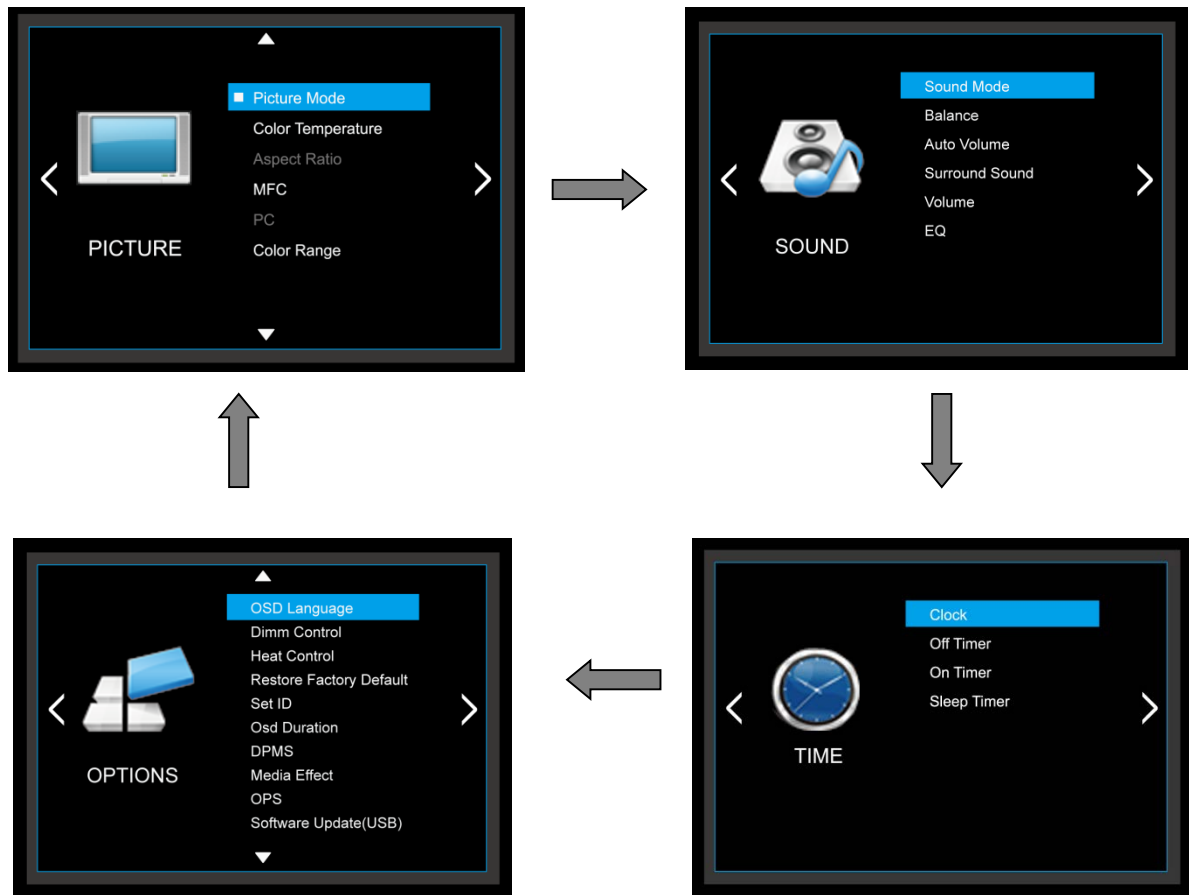 PICTURE
Picture Mode
Color Temperature
Aspect Ratio
MFC
PC
Color Range
SOUND
Sound Mode
Balance
Auto Volume
Surround Sound
Volume
EQ
OPTIONS
OSD Language
Dimm Control
Heat Control
Restore Factory Default
Set ID
Osd Duration
DPMS
Media Effect
OPS
Software Update(USB)
TIME
Clock
Off Timer
On Timer
Sleep Timer